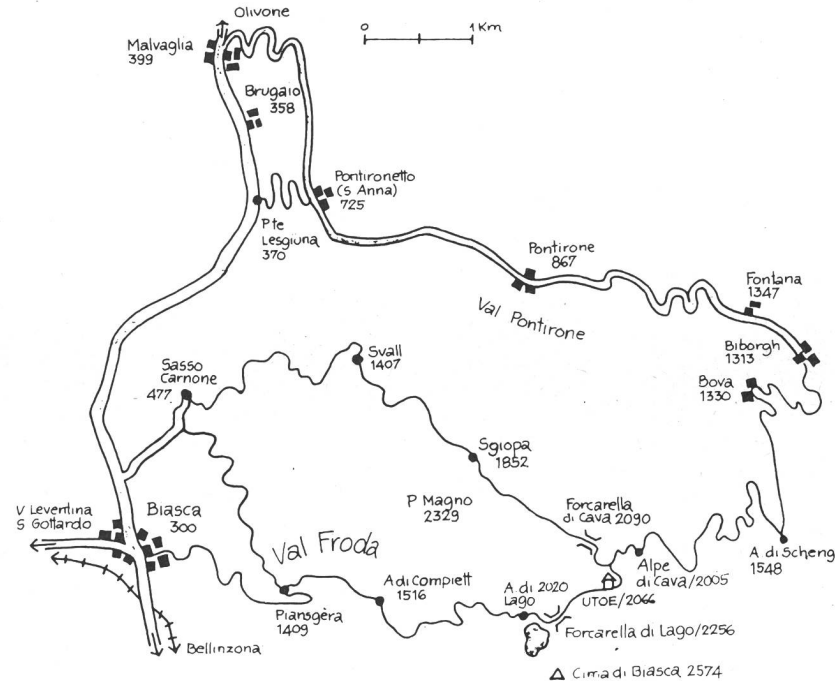 Olivone
0 1 Km
Malvaglia
399
Brugaio
358
Pontironetto
(S Anna)
725
Pte
Lesgiuna
370
Pontirone
867
Val Pontirone
Fontana
1347
Biborgh
1313
Bova
1330
Svall
1407
Sasso
Carnone
477
Sgiopa
1852
P Magno
2329
Forcarella
di Cava 2090
V Leventina
S Gottardo
Biasca
300
Val Froda
A di Compiett
1516
A. di 2020
Lago
UTOE/2066
Alpe
di Cava/2005
A. di Scheng
1548
Piansgèra
1409
Forcarella di Lago/2256
Bellinzona
Cima di Biasca 2574